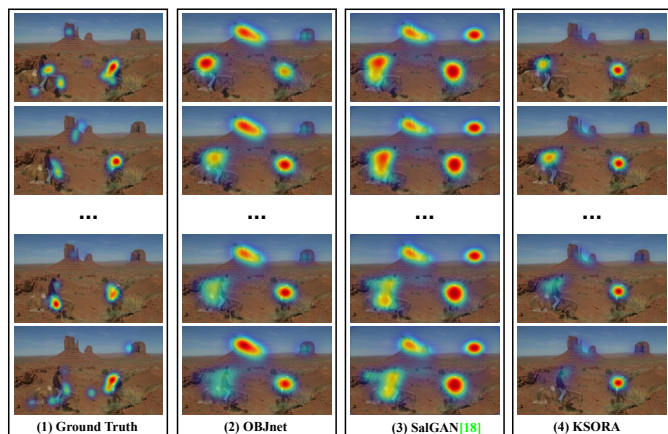 ...
...
...
...
(1) Ground Truth
(2) OBJnet
(3) SalGAN[18]
(4) KSORA